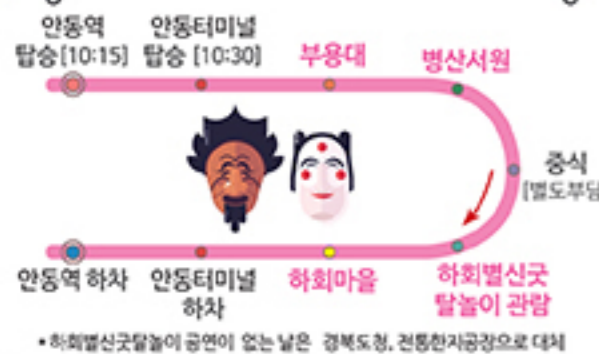 안동역
탑승[10:15]
안동터미널
탑승 [10:30]
부용대
병산서원
중식
[별도부담
하회별신굿
탈놀이 관람
하회마을
안동터미널
하차
안동역 하차
• 하회별신굿탈놀이 공연이 없는 날은 경북도청, 전통한지공장으로 대체